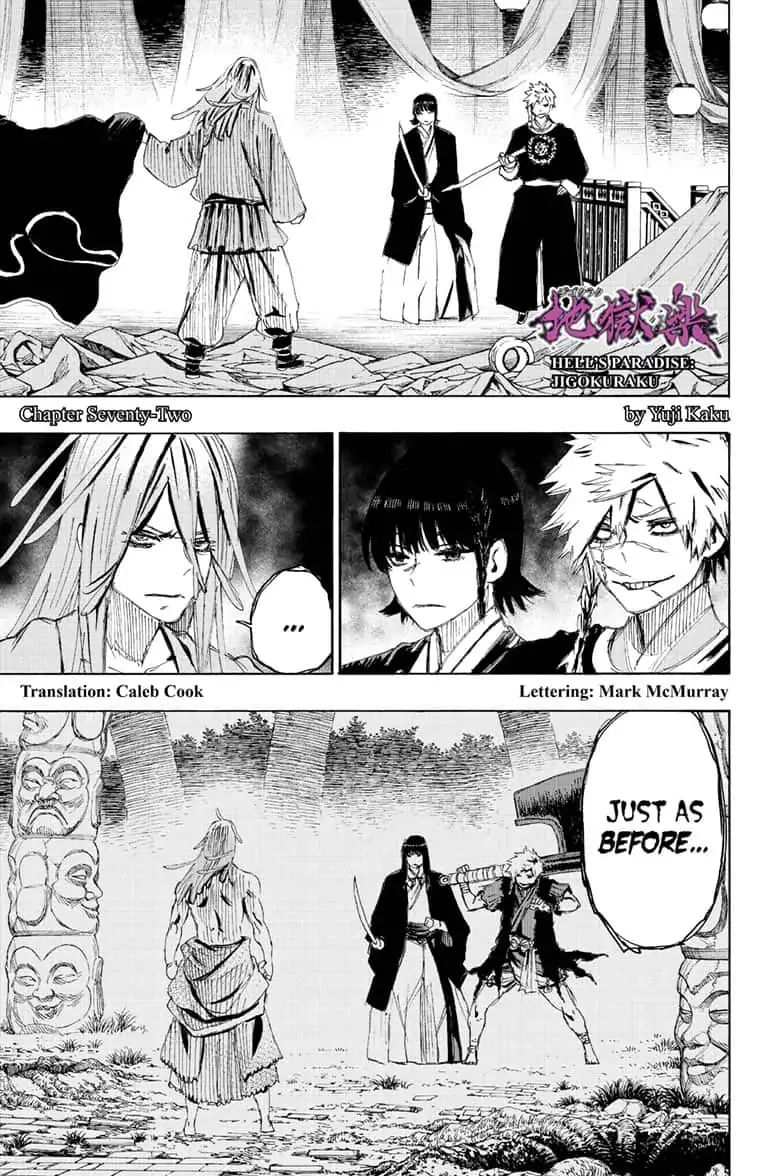 地獄楽
HELL'S PARADISE:
JIGOKURAKU
Chapter Seventy-Two
by Yuji Kaku
...
Translation: Caleb Cook
Lettering: Mark McMurray
JUST AS
BEFORE...